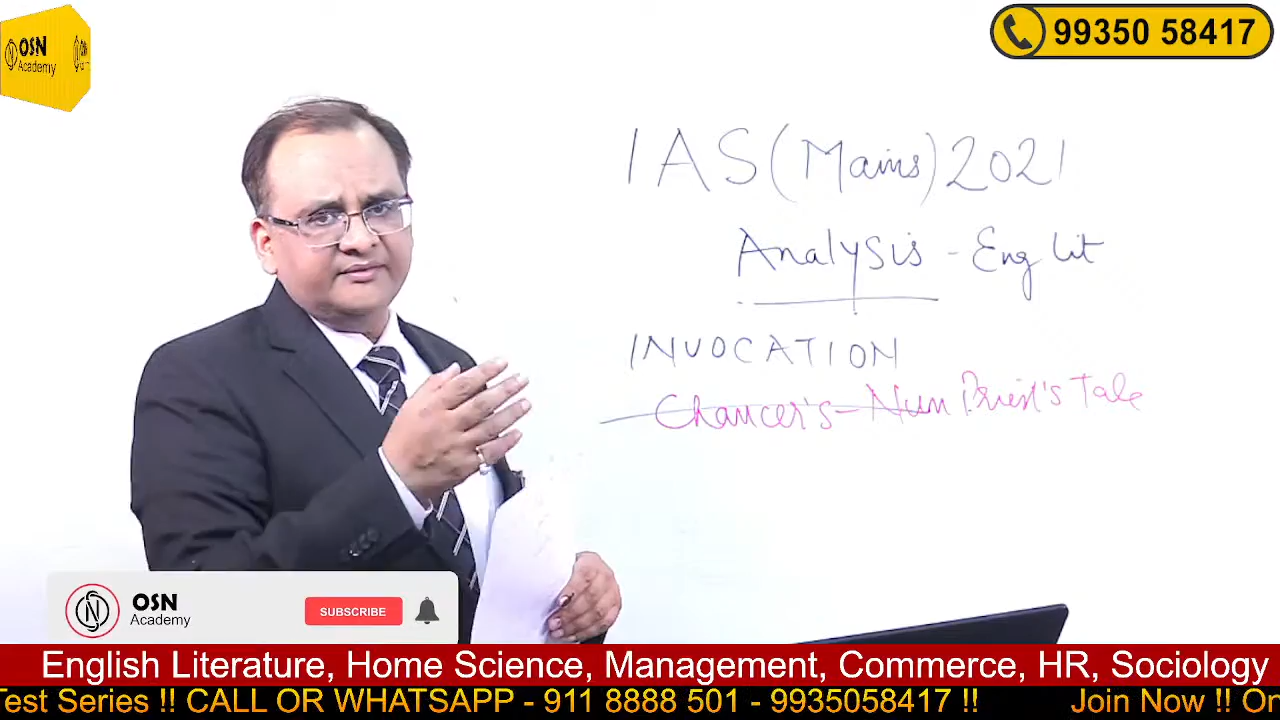 OSN
Academy
99350 58417
IAS (Mains) 2021
Analysis - Eng lit
INVOCATION
Chaucer's - Nun Priest's Tale
OSN
Academy
SUBSCRIBE
English Literature, Home Science, Management, Commerce, HR, Sociology
Test Series !! CALL OR WHATSAPP - 911 8888 501 - 9935058417 !! Join Now !! Or